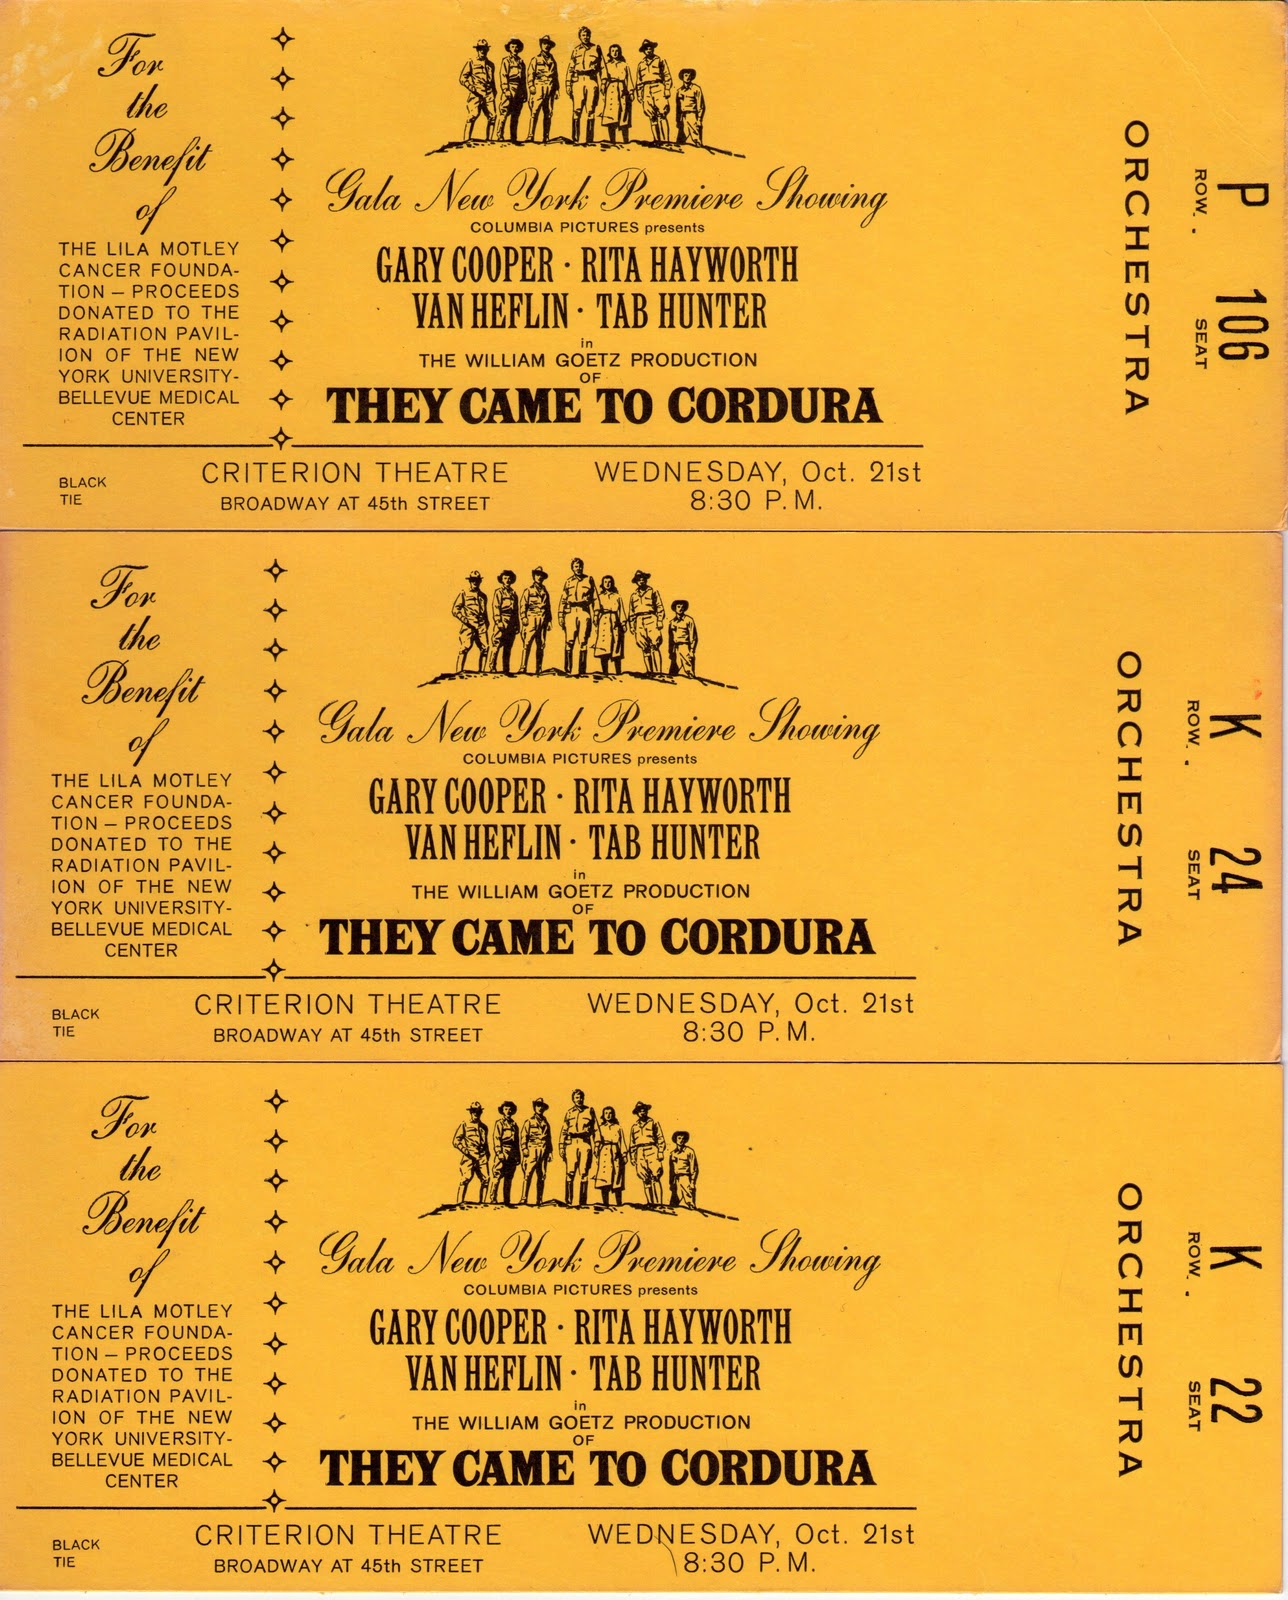 For
the
Benefit
of
THE LILA MOTLEY
CANCER FOUNDA-
TION – PROCEEDS
DONATED TO THE
RADIATION PAVIL-
ION OF THE NEW
YORK UNIVERSITY-
BELLEVUE MEDICAL
CENTER
BLACK
TIE
Gala New York Premiere Showing
COLUMBIA PICTURES presents
GARY COOPER · RITA HAYWORTH
VAN HEFLIN · TAB HUNTER
in
THE WILLIAM GOETZ PRODUCTION
OF
THEY CAME TO CORDURA
CRITERION THEATRE
BROADWAY AT 45th STREET
WEDNESDAY, Oct. 21st
8:30 P.M.
ORCHESTRA
ROW. . P
SEAT 106
For
the
Benefit
of
THE LILA MOTLEY
CANCER FOUNDA-
TION – PROCEEDS
DONATED TO THE
RADIATION PAVIL-
ION OF THE NEW
YORK UNIVERSITY-
BELLEVUE MEDICAL
CENTER
BLACK
TIE
Gala New York Premiere Showing
COLUMBIA PICTURES presents
GARY COOPER · RITA HAYWORTH
VAN HEFLIN · TAB HUNTER
in
THE WILLIAM GOETZ PRODUCTION
OF
THEY CAME TO CORDURA
CRITERION THEATRE
BROADWAY AT 45th STREET
WEDNESDAY, Oct. 21st
8:30 P.M.
ORCHESTRA
ROW. . K
SEAT 24
For
the
Benefit
of
THE LILA MOTLEY
CANCER FOUNDA-
TION – PROCEEDS
DONATED TO THE
RADIATION PAVIL-
ION OF THE NEW
YORK UNIVERSITY-
BELLEVUE MEDICAL
CENTER
BLACK
TIE
Gala New York Premiere Showing
COLUMBIA PICTURES presents
GARY COOPER · RITA HAYWORTH
VAN HEFLIN · TAB HUNTER
in
THE WILLIAM GOETZ PRODUCTION
OF
THEY CAME TO CORDURA
CRITERION THEATRE
BROADWAY AT 45th STREET
WEDNESDAY, Oct. 21st
8:30 P.M.
ORCHESTRA
ROW. . K
SEAT 22